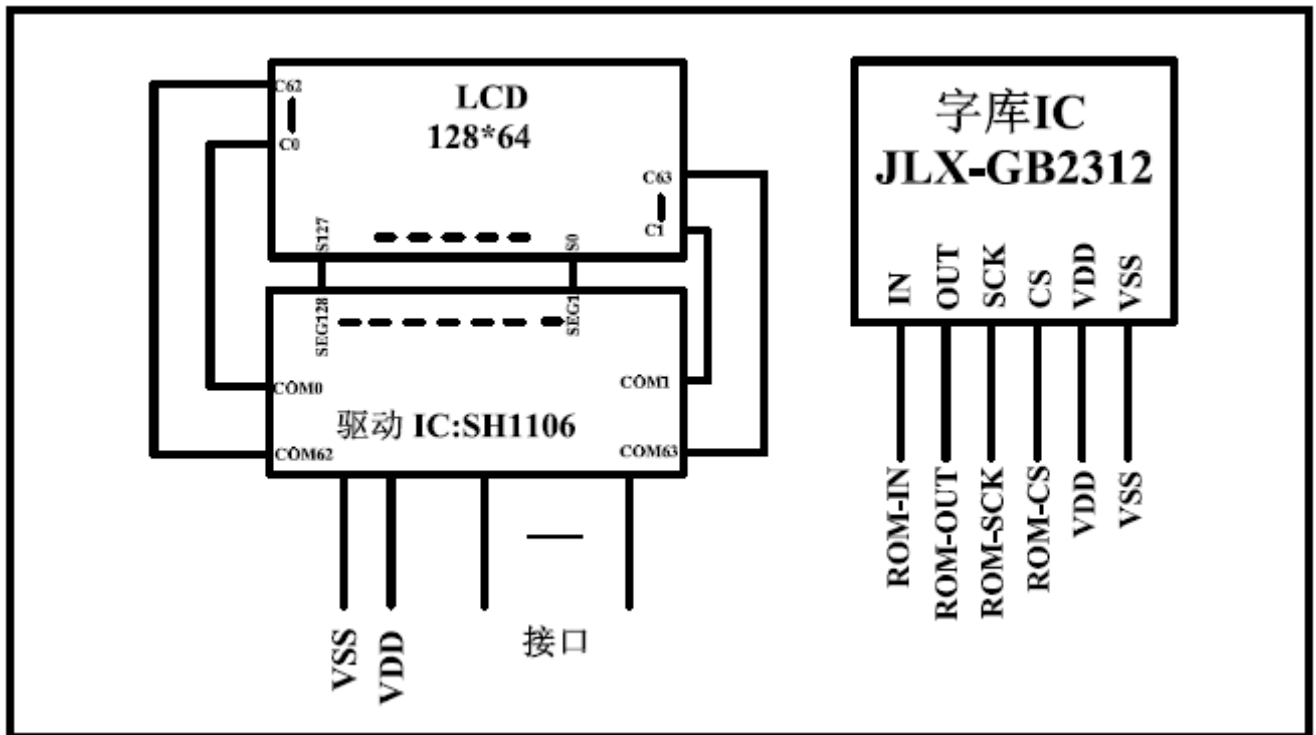 C62
LCD
128*64
C0
C63
C1
S127
S0
SEG128
SEG1
COM0
COM1
驱动 IC:SH1106
COM62
COM63
VSS
VDD
接口
字库IC
JLX-GB2312
IN
OUT
SCK
CS
VDD
VSS
ROM-IN
ROM-OUT
ROM-SCK
ROM-CS
VDD
VSS